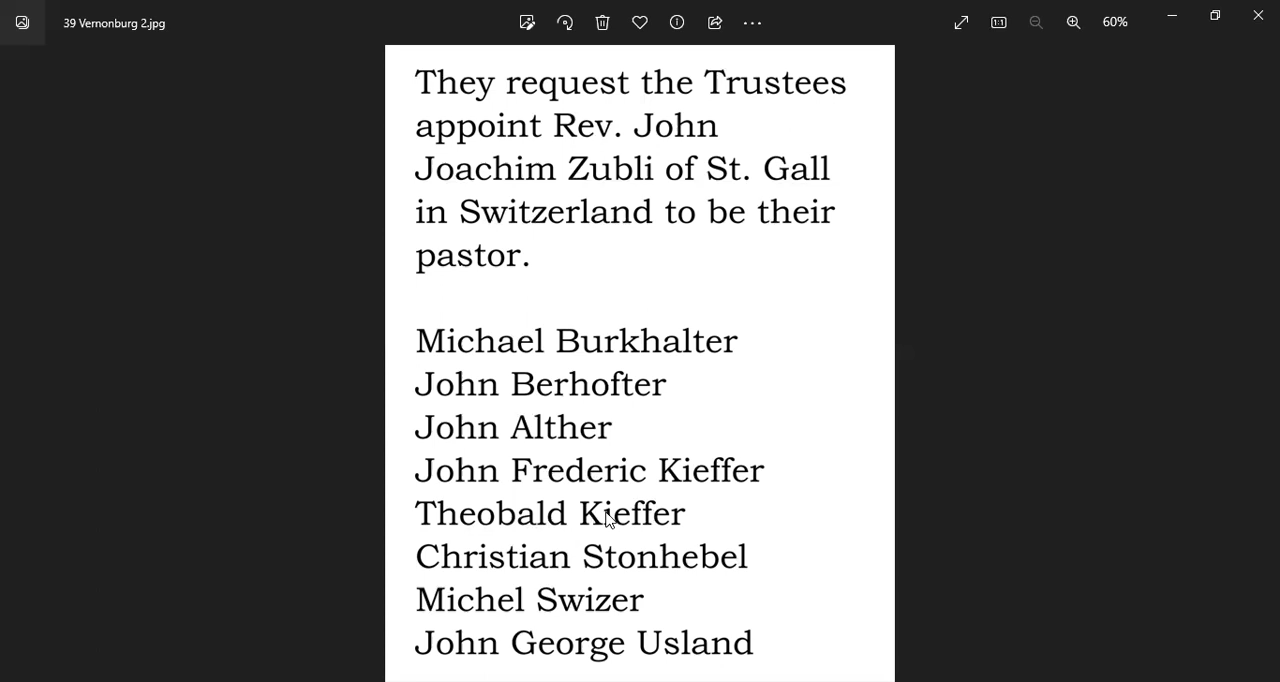 39 Vernonburg 2.jpg
60%
They request the Trustees
appoint Rev. John
Joachim Zubli of St. Gall
in Switzerland to be their
pastor.
Michael Burkhalter
John Berhofter
John Alther
John Frederic Kieffer
Theobald Kieffer
Christian Stonhebel
Michel Swizer
John George Usland